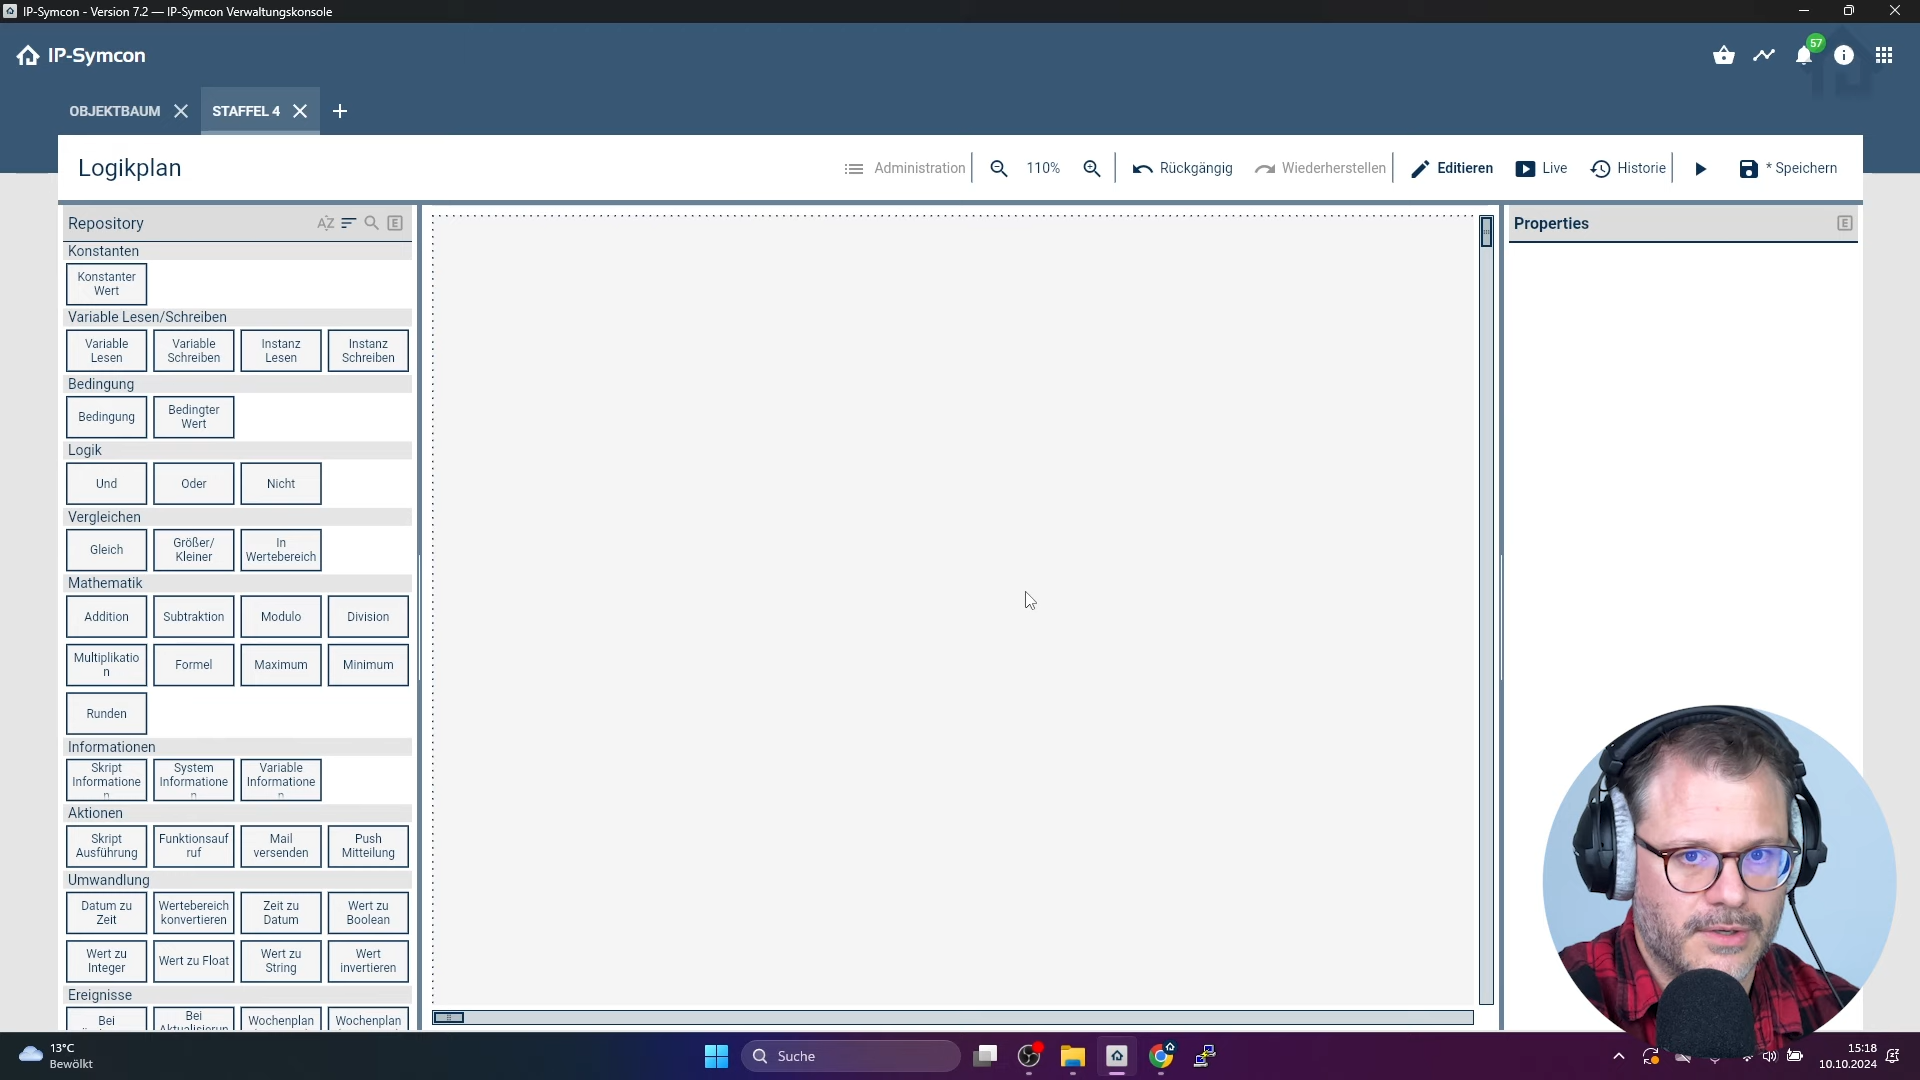 IP-Symcon - Version 7.2 — IP-Symcon Verwaltungskonsole
IP-Symcon
57
OBJEKTBAUM
STAFFEL 4
Logikplan
Administration
110%
Rückgängig
Wiederherstellen
Editieren
Live
Historie
* Speichern
Repository
AZ
E
Properties
E
Konstanten
Konstanter
Wert
Variable Lesen/Schreiben
Variable
Lesen
Variable
Schreiben
Instanz
Lesen
Instanz
Schreiben
Bedingung
Bedingung
Bedingter
Wert
Logik
Und
Oder
Nicht
Vergleichen
Gleich
Größer/
Kleiner
In
Wertebereich
Mathematik
Addition
Subtraktion
Modulo
Division
Multiplikatio
n
Formel
Maximum
Minimum
Runden
Informationen
Skript
Informatione
n
System
Informatione
n
Variable
Informatione
n
Aktionen
Skript
Ausführung
Funktionsauf
ruf
Mail
versenden
Push
Mitteilung
Umwandlung
Datum zu
Zeit
Wertebereich
konvertieren
Zeit zu
Datum
Wert zu
Boolean
Wert zu
Integer
Wert zu Float
Wert zu
String
Wert
invertieren
Ereignisse
Bei
Bei
Aktualisierun
Wochenplan
Wochenplan
13°C
Bewölkt
Suche
15:18
10.10.2024